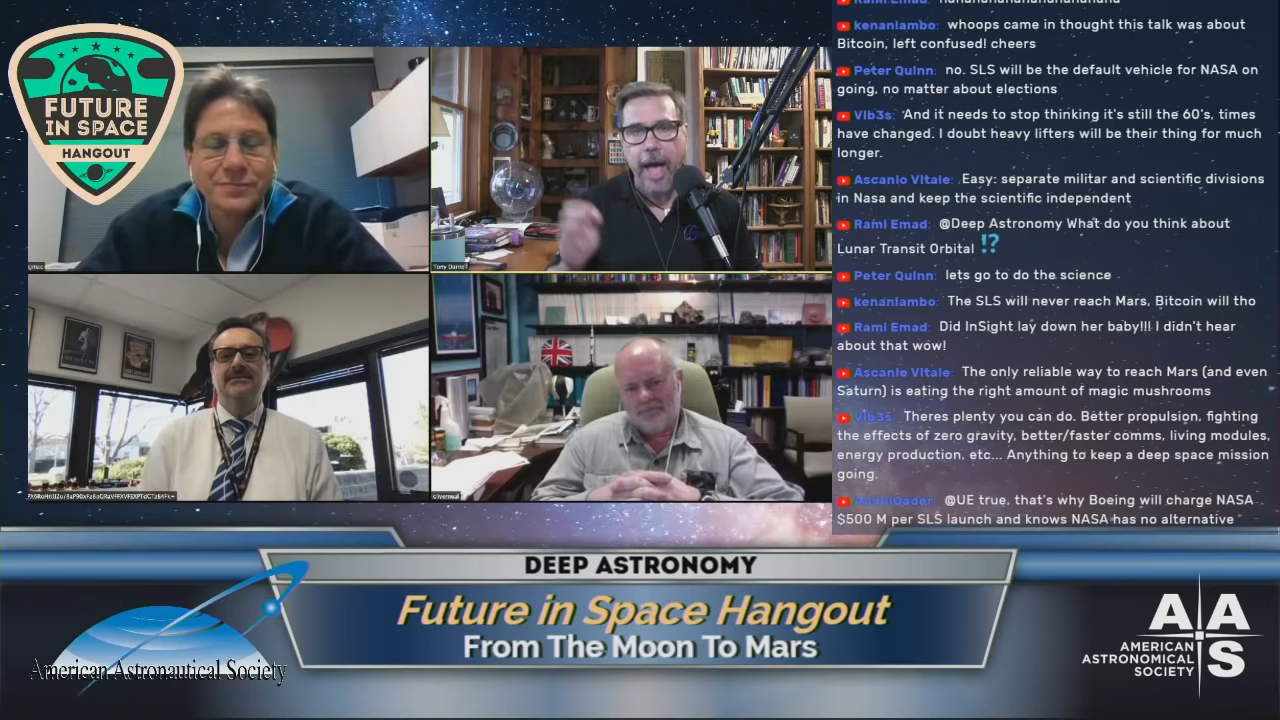 FUTURE
IN SPACE
HANGOUT
Tony Darnell
cliverneal
kenanlambo: whoops came in thought this talk was about
Bitcoin, left confused! cheers
Peter Quinn: no. SLS will be the default vehicle for NASA on
going, no matter about elections
Vib3s: And it needs to stop thinking it's still the 60's, times
have changed. I doubt heavy lifters will be their thing for much
longer.
Ascanio Vitale: Easy: separate militar and scientific divisions
in Nasa and keep the scientific independent
Rami Emad: @Deep Astronomy What do you think about
Lunar Transit Orbital ⁉
Peter Quinn: lets go to do the science
kenanlambo: The SLS will never reach Mars, Bitcoin will tho
Rami Emad: Did InSight lay down her baby!!! I didn't hear
about that wow!
Ascanio Vitale: The only reliable way to reach Mars (and even
Saturn) is eating the right amount of magic mushrooms
Vib3s: Theres plenty you can do. Better propulsion, fighting
the effects of zero gravity, better/faster comms, living modules,
energy production, etc... Anything to keep a deep space mission
going.
@UE true, that's why Boeing will charge NASA
$500 M per SLS launch and knows NASA has no alternative
DEEP ASTRONOMY
Future in Space Hangout
From The Moon To Mars
American Astronautical Society
AAS
AMERICAN
ASTRONOMICAL
SOCIETY